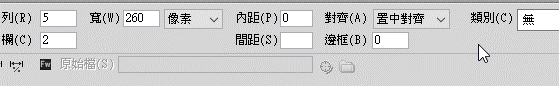 列(R) 5 寬(W) 260 像素 內距(P) 0 對齊(A) 置中對齊 類別(C) 無
欄(C) 2 間距(S) 邊框(B) 0
Fw 原始檔(S)